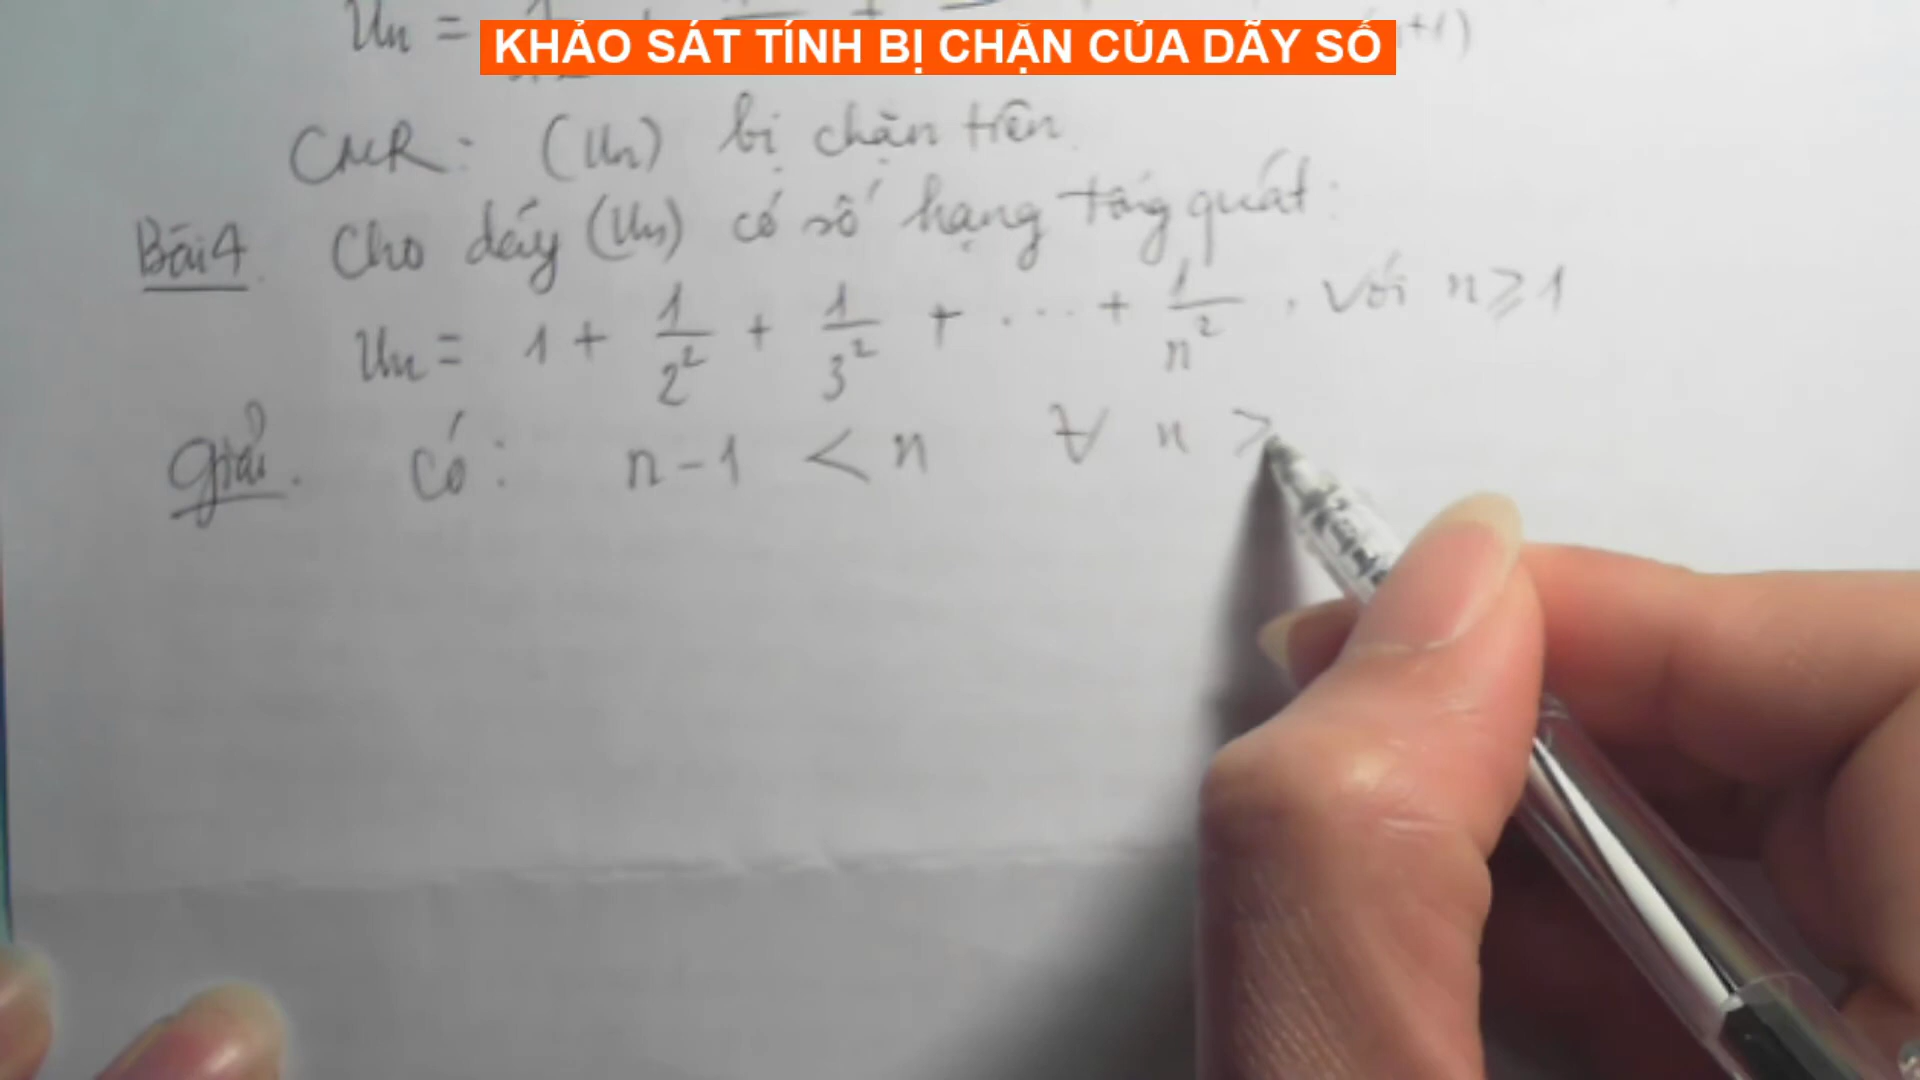 Un =
KHẢO SÁT TÍNH BỊ CHẶN CỦA DÃY SỐ
CMR: (Un) bị chặn trên.
Bài 4. Cho dãy (Un) có số hạng tổng quát:
Un = 1 + 1/2² + 1/3² + ... + 1/n², với n ≥ 1
Giải. Có: n - 1 < n ∀ n >